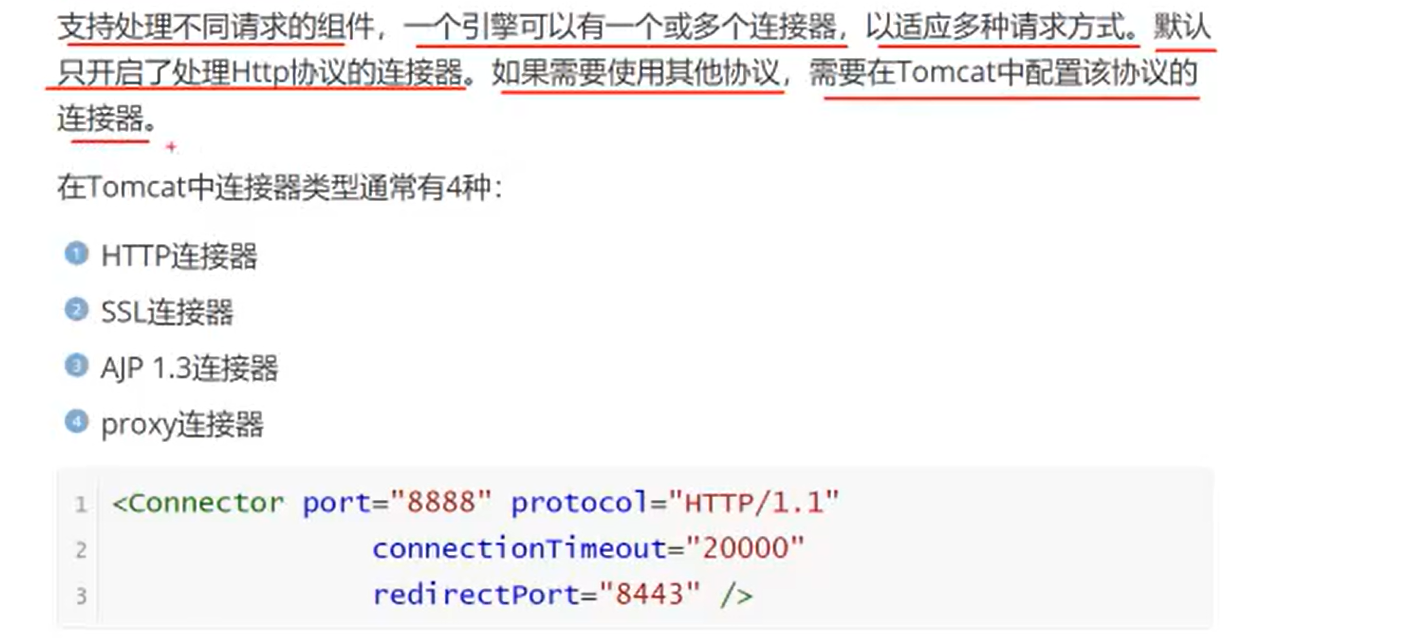 支持处理不同请求的组件，一个引擎可以有一个或多个连接器，以适应多种请求方式。默认
只开启了处理Http协议的连接器。如果需要使用其他协议，需要在Tomcat中配置该协议的
连接器。
在Tomcat中连接器类型通常有4种：
1 HTTP连接器
2 SSL连接器
3 AJP 1.3连接器
4 proxy连接器
1 <Connector port="8888" protocol="HTTP/1.1"
2 connectionTimeout="20000"
3 redirectPort="8443" />